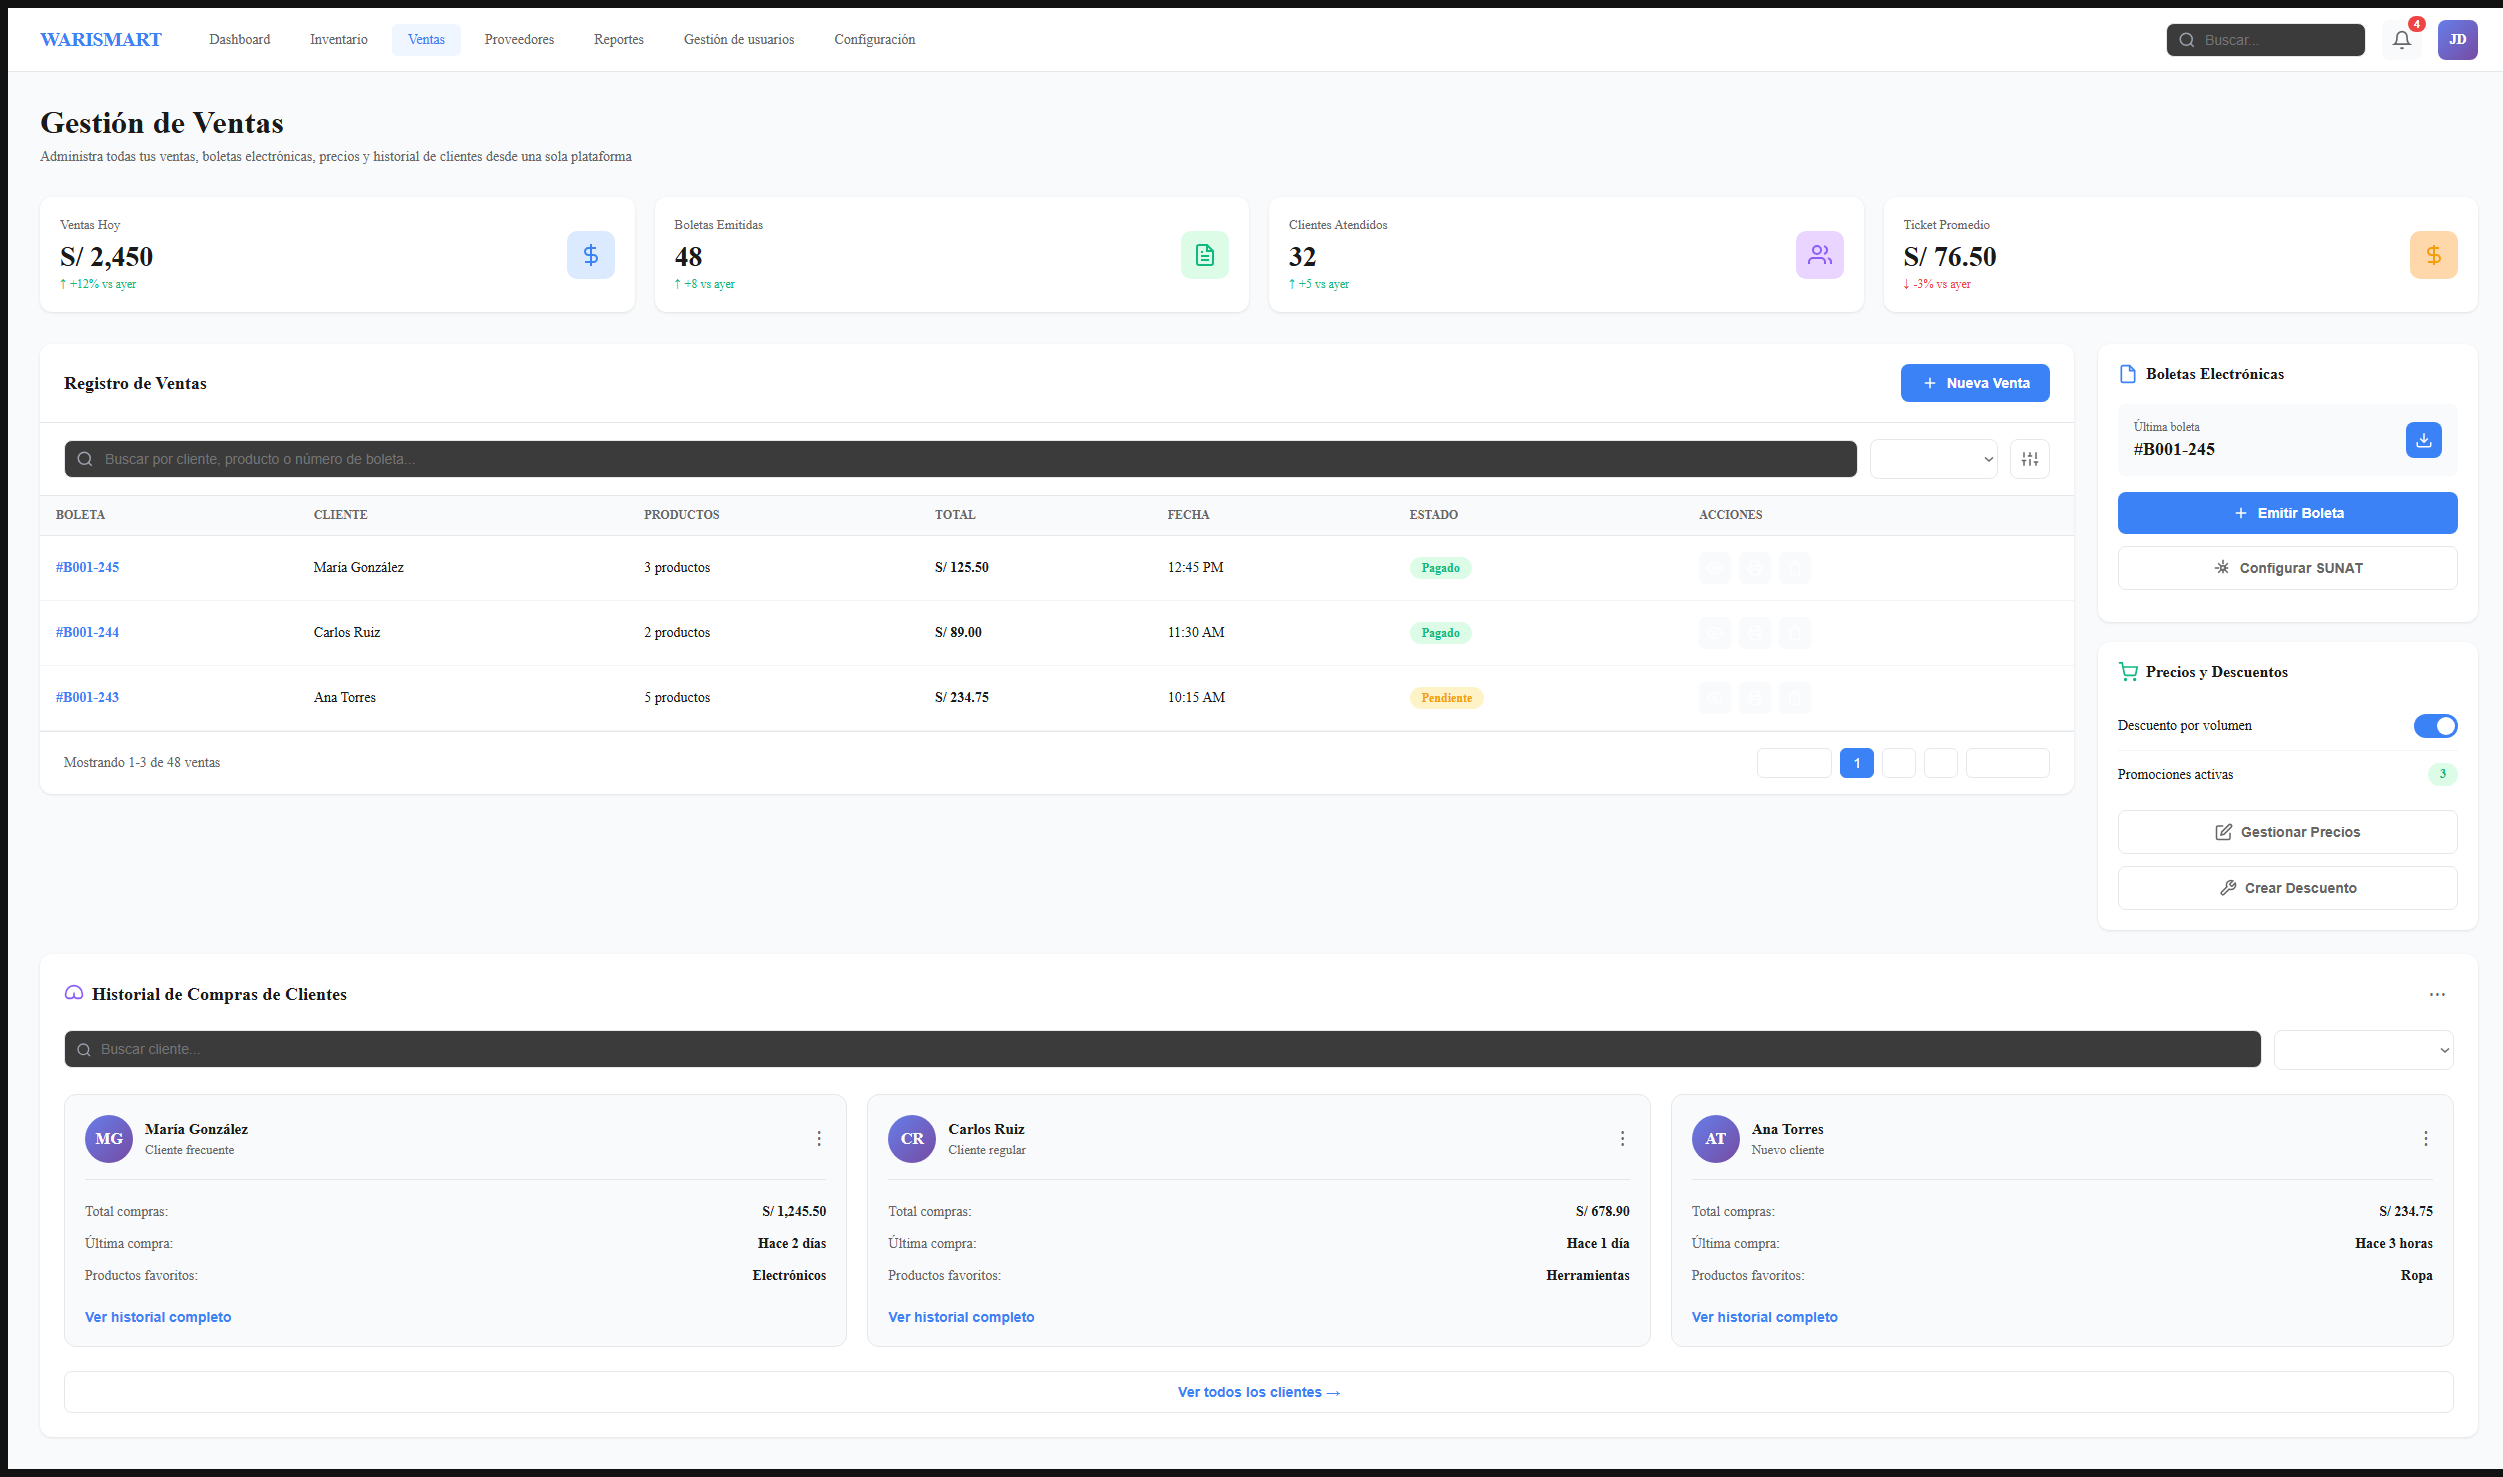 WARISMART Dashboard Inventario Ventas Proveedores Reportes Gestión de usuarios Configuración Buscar... 4 JD
Gestión de Ventas
Administra todas tus ventas, boletas electrónicas, precios y historial de clientes desde una sola plataforma
Ventas Hoy
S/ 2,450
↑ +12% vs ayer
Boletas Emitidas
48
↑ +8 vs ayer
Clientes Atendidos
32
↑ +5 vs ayer
Ticket Promedio
S/ 76.50
↓ -3% vs ayer
Registro de Ventas
+ Nueva Venta
Buscar por cliente, producto o número de boleta...
BOLETA CLIENTE PRODUCTOS TOTAL FECHA ESTADO ACCIONES
#B001-245 María González 3 productos S/ 125.50 12:45 PM Pagado
#B001-244 Carlos Ruiz 2 productos S/ 89.00 11:30 AM Pagado
#B001-243 Ana Torres 5 productos S/ 234.75 10:15 AM Pendiente
Mostrando 1-3 de 48 ventas
1
Boletas Electrónicas
Última boleta
#B001-245
+ Emitir Boleta
Configurar SUNAT
Precios y Descuentos
Descuento por volumen
Promociones activas 3
Gestionar Precios
Crear Descuento
Historial de Compras de Clientes
Buscar cliente...
MG
María González
Cliente frecuente
Total compras: S/ 1,245.50
Última compra: Hace 2 días
Productos favoritos: Electrónicos
Ver historial completo
CR
Carlos Ruiz
Cliente regular
Total compras: S/ 678.90
Última compra: Hace 1 día
Productos favoritos: Herramientas
Ver historial completo
AT
Ana Torres
Nuevo cliente
Total compras: S/ 234.75
Última compra: Hace 3 horas
Productos favoritos: Ropa
Ver historial completo
Ver todos los clientes →